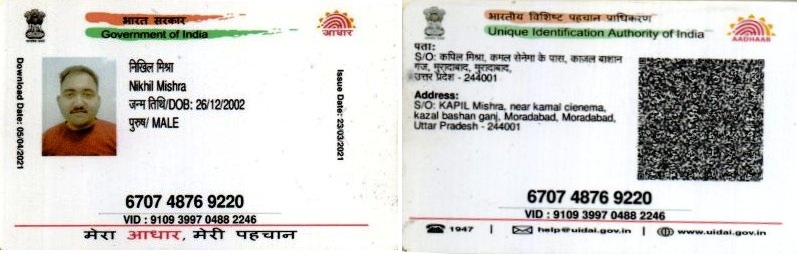 भारत सरकार
Government of India
आधार
Download Date: 05/04/2021
निखिल मिश्रा
Nikhil Mishra
जन्म तिथि/DOB: 26/12/2002
पुरुष/ MALE
Issue Date: 23/03/2021
6707 4876 9220
VID : 9109 3997 0488 2246
मेरा आधार, मेरी पहचान
भारतीय विशिष्ट पहचान प्राधिकरण
Unique Identification Authority of India
AADHAAR
पता:
S/O: कपिल मिश्रा, कमल सेनेमा के पास, काजल बाशान
गंज, मुरादाबाद, मुरादाबाद,
उत्तर प्रदेश - 244001
Address:
S/O: KAPIL Mishra, near kamal cienema,
kazal bashan ganj, Moradabad, Moradabad,
Uttar Pradesh - 244001
6707 4876 9220
VID : 9109 3997 0488 2246
1947 | help@uidai.gov.in | www.uidai.gov.in